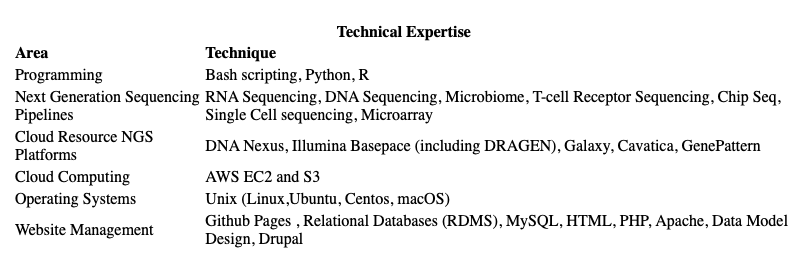 Technical Expertise
Area Technique
Programming Bash scripting, Python, R
Next Generation Sequencing RNA Sequencing, DNA Sequencing, Microbiome, T-cell Receptor Sequencing, Chip Seq,
Pipelines Single Cell sequencing, Microarray
Cloud Resource NGS
Platforms DNA Nexus, Illumina Basepace (including DRAGEN), Galaxy, Cavatica, GenePattern
Cloud Computing AWS EC2 and S3
Operating Systems Unix (Linux,Ubuntu, Centos, macOS)
Website Management Github Pages , Relational Databases (RDMS), MySQL, HTML, PHP, Apache, Data Model
Design, Drupal